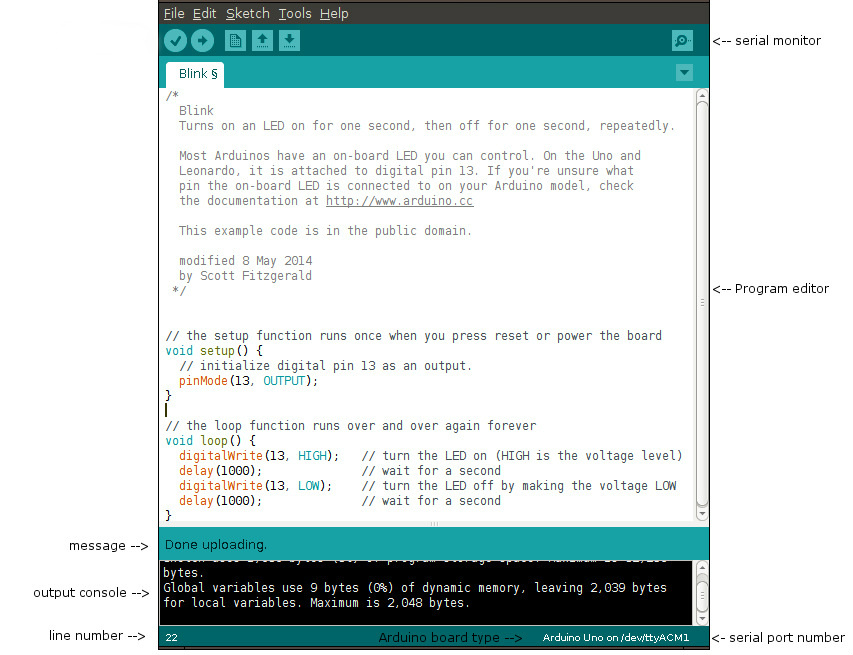 File Edit Sketch Tools Help
<-- serial monitor
Blink §
/*
Blink
Turns on an LED on for one second, then off for one second, repeatedly.
Most Arduinos have an on-board LED you can control. On the Uno and
Leonardo, it is attached to digital pin 13. If you're unsure what
pin the on-board LED is connected to on your Arduino model, check
the documentation at http://www.arduino.cc
This example code is in the public domain.
modified 8 May 2014
by Scott Fitzgerald
*/
<-- Program editor
// the setup function runs once when you press reset or power the board
void setup() {
// initialize digital pin 13 as an output.
pinMode(13, OUTPUT);
}
// the loop function runs over and over again forever
void loop() {
digitalWrite(13, HIGH); // turn the LED on (HIGH is the voltage level)
delay(1000); // wait for a second
digitalWrite(13, LOW); // turn the LED off by making the voltage LOW
delay(1000); // wait for a second
}
message --> Done uploading.
bytes.
output console --> Global variables use 9 bytes (0%) of dynamic memory, leaving 2,039 bytes
for local variables. Maximum is 2,048 bytes.
line number --> 22 Arduino board type --> Arduino Uno on /dev/ttyACM1 <- serial port number